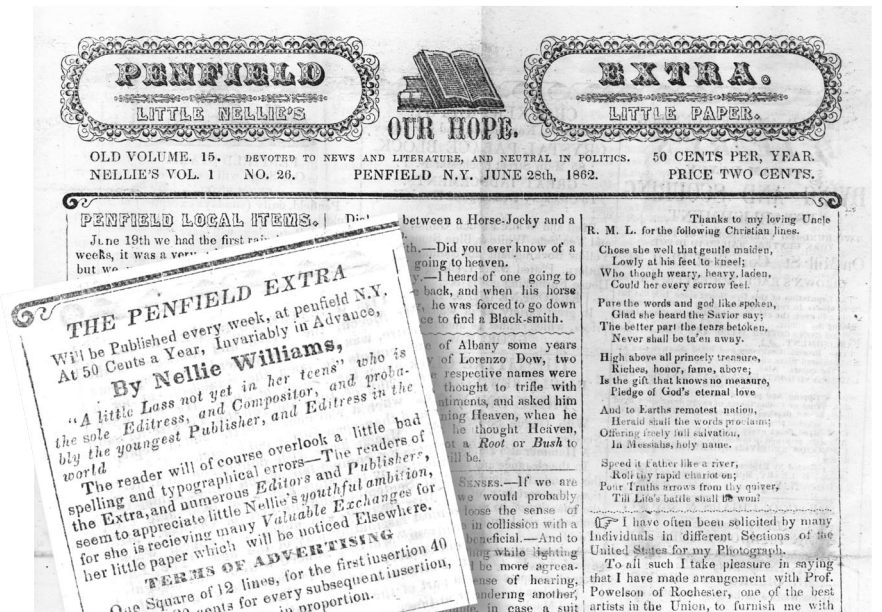 PENFIELD
LITTLE NELLIE'S
OUR HOPE.
EXTRA.
LITTLE PAPER.
OLD VOLUME. 15. DEVOTED TO NEWS AND LITERATURE, AND NEUTRAL IN POLITICS. 50 CENTS PER, YEAR.
NELLIE'S VOL. 1 NO. 26. PENFIELD N.Y. JUNE 28th, 1862. PRICE TWO CENTS.
PENFIELD LOCAL ITEMS.
June 19th we had the first
weeks, it was a
but we
THE PENFIELD EXTRA
Will be Published every week, at penfield N.Y.
At 50 Cents a Year, Invariably in Advance,
By Nellie Williams,
"A little Lass not yet in her teens" who is
the sole Editress, and Compositor, and proba-
bly the youngest Publisher, and Editress in the
world
The reader will of course overlook a little bad
spelling and typographical errors—The readers of
the Extra, and numerous Editors and Publishers,
seem to appreciate little Nellie's youthful ambition,
for she is recieving many Valuable Exchanges for
her little paper which will be noticed Elsewhere.
TERMS OF ADVERTISING
One Square of 12 lines, for the first insertion 40
cents for every subsequent insertion,
in proportion.
between a Horse-Jocky and a
th.—Did you ever know of a
going to heaven.
—I heard of one going to
back, and when his horse
, he was forced to go down
to find a Black-smith.
of Albany some years
of Lorenzo Dow, two
respective names were
thought to trifle with
and asked him
Heaven, when he
he thought Heaven,
a Root or Bush to
be.
SENSES.—If we are
we would probably
loose the sense of
in collission with a
beneficial.—And to
while lighting
be more agreea-
sense of hearing,
another,
in case a suit
Thanks to my loving Uncle
R. M. L. for the following Christian lines.
Chose she well that gentle maiden,
Lowly at his feet to kneel;
Who though weary, heavy, laden,
Could her every sorrow feel.
Pure the words and god like spoken,
Glad she heard the Savior say;
The better part the tears betoken,
Never shall be ta'en away.
High above all princely treasure,
Riches, honor, fame, above;
Is the gift that knows no measure,
Pledge of God's eternal love
And to Earths remotest nation,
Herald shall the words proclaim;
Offering freely full salvation,
In Messiahs, holy name.
Speed it Father like a river,
Roll thy rapid chariot on;
Pour Truths arrows from thy quiver,
Till Life's battle shall be won!
☞ I have often been solicited by many
Individuals in different Sections of the
United States for my Photograph.
To all such I take pleasure in saying
that I have made arrangement with Prof.
Powelson of Rochester, one of the best
artists in the Union, to furnish me with